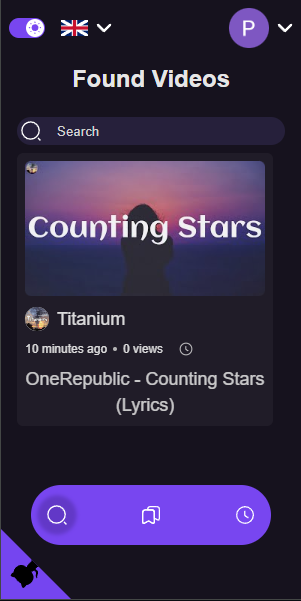 P
Found Videos
Search
Counting Stars
Titanium
10 minutes ago • 0 views
OneRepublic - Counting Stars
(Lyrics)